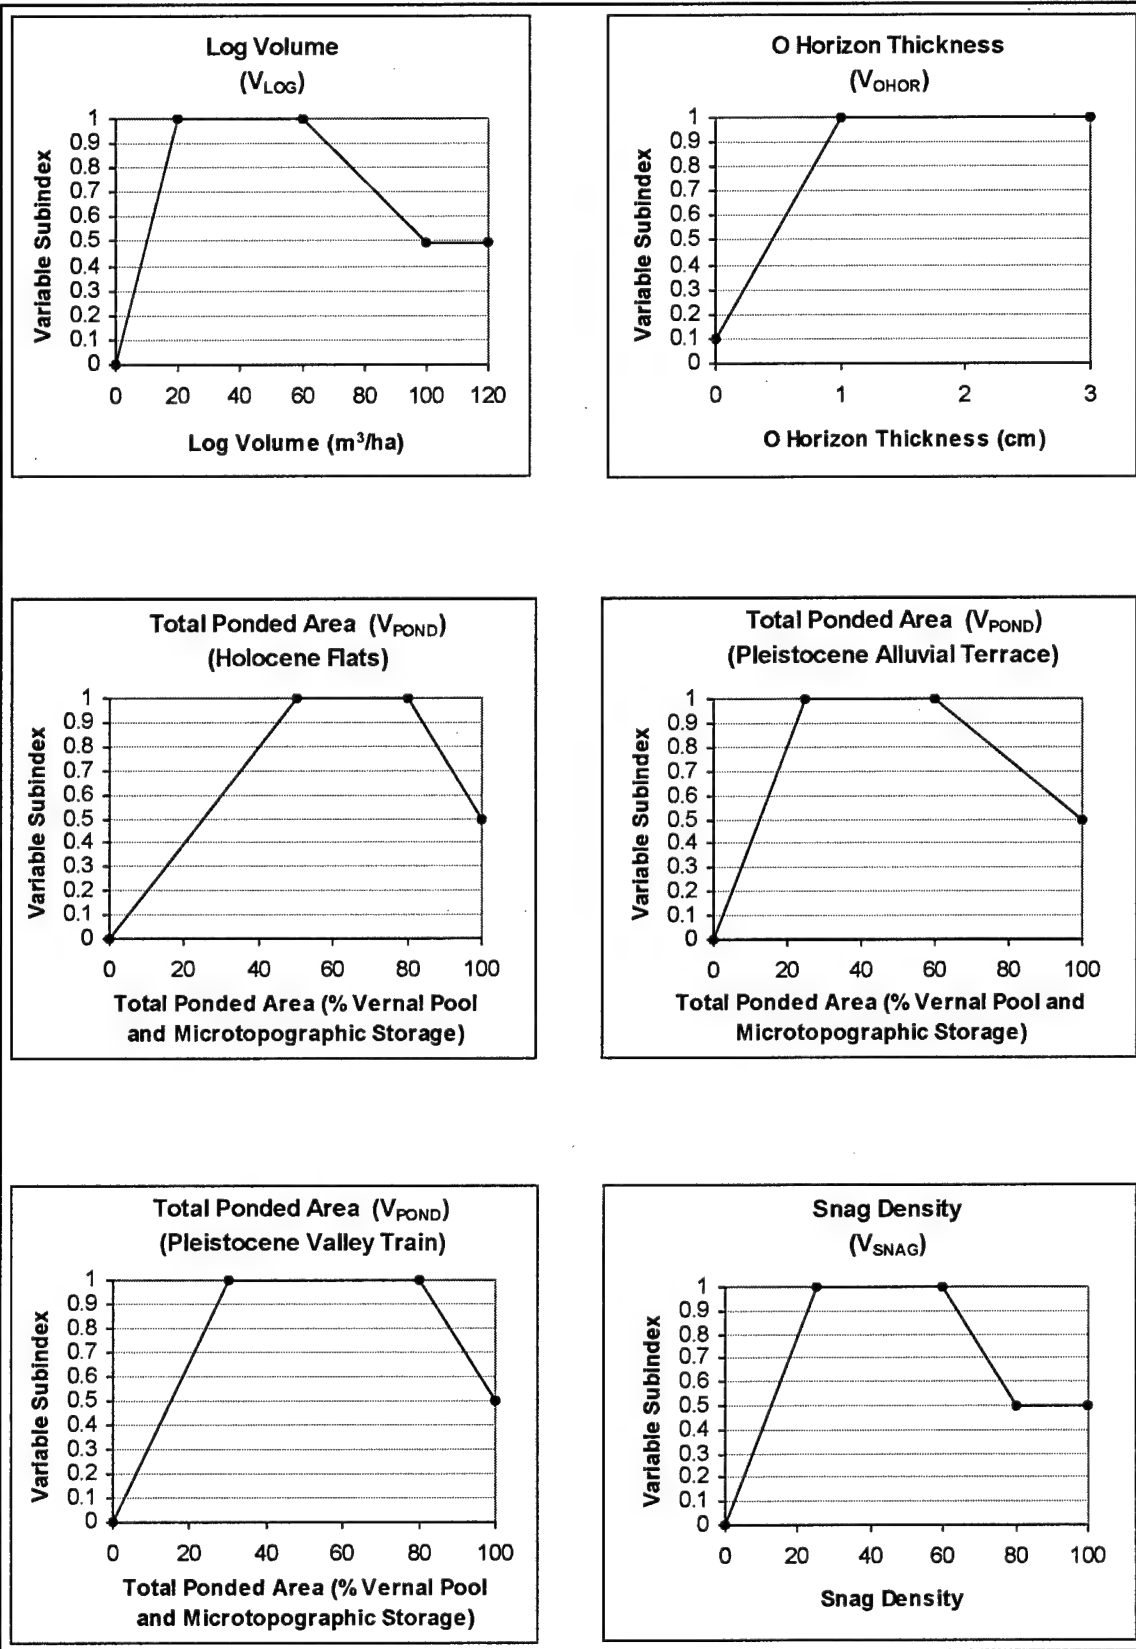 Log Volume
(VLOG)
Variable Subindex
1
0.9
0.8
0.7
0.6
0.5
0.4
0.3
0.2
0.1
0
0 20 40 60 80 100 120
Log Volume (m³/ha)
O Horizon Thickness
(VOHOR)
Variable Subindex
1
0.9
0.8
0.7
0.6
0.5
0.4
0.3
0.2
0.1
0
0 1 2 3
O Horizon Thickness (cm)
Total Ponded Area (VPOND)
(Holocene Flats)
Variable Subindex
1
0.9
0.8
0.7
0.6
0.5
0.4
0.3
0.2
0.1
0
0 20 40 60 80 100
Total Ponded Area (% Vernal Pool
and Microtopographic Storage)
Total Ponded Area (VPOND)
(Pleistocene Alluvial Terrace)
Variable Subindex
1
0.9
0.8
0.7
0.6
0.5
0.4
0.3
0.2
0.1
0
0 20 40 60 80 100
Total Ponded Area (% Vernal Pool and
Microtopographic Storage)
Total Ponded Area (VPOND)
(Pleistocene Valley Train)
Variable Subindex
1
0.9
0.8
0.7
0.6
0.5
0.4
0.3
0.2
0.1
0
0 20 40 60 80 100
Total Ponded Area (% Vernal Pool
and Microtopographic Storage)
Snag Density
(VSNAG)
Variable Subindex
1
0.9
0.8
0.7
0.6
0.5
0.4
0.3
0.2
0.1
0
0 20 40 60 80 100
Snag Density